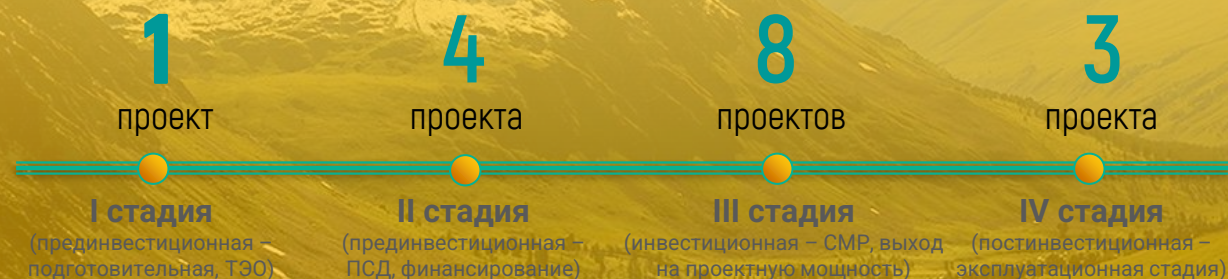 1 4 8 3
проект проекта проектов проекта
I стадия II стадия III стадия IV стадия
(прединвестиционная – (прединвестиционная – (инвестиционная – СМР, выход (постинвестиционная –
подготовительная, ТЭО) ПСД, финансирование) на проектную мощность) эксплуатационная стадия)